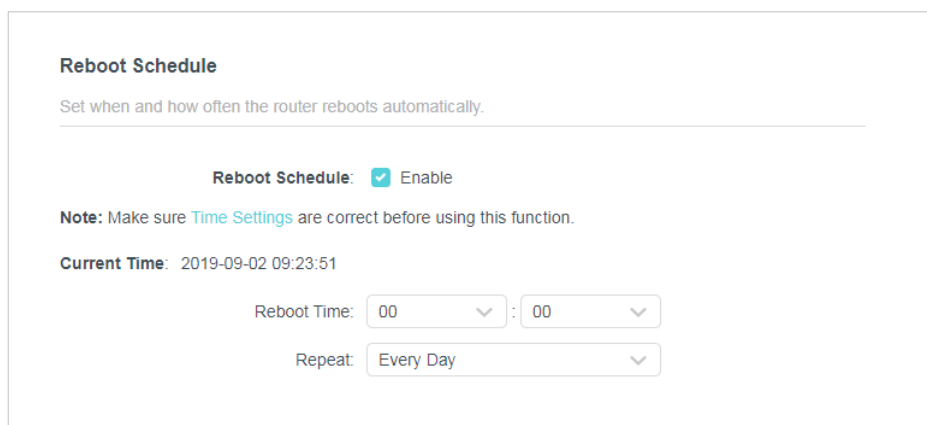 Reboot Schedule
Set when and how often the router reboots automatically.
Reboot Schedule: Enable
Note: Make sure Time Settings are correct before using this function.
Current Time: 2019-09-02 09:23:51
Reboot Time: 00 : 00
Repeat: Every Day